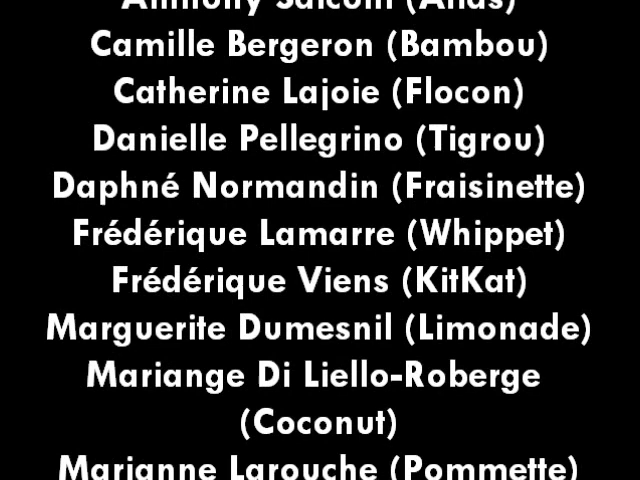 Camille Bergeron (Bambou)
Catherine Lajoie (Flocon)
Danielle Pellegrino (Tigrou)
Daphné Normandin (Fraisinette)
Frédérique Lamarre (Whippet)
Frédérique Viens (KitKat)
Marguerite Dumesnil (Limonade)
Mariange Di Liello-Roberge
(Coconut)
Marianne Larouche (Pommette)